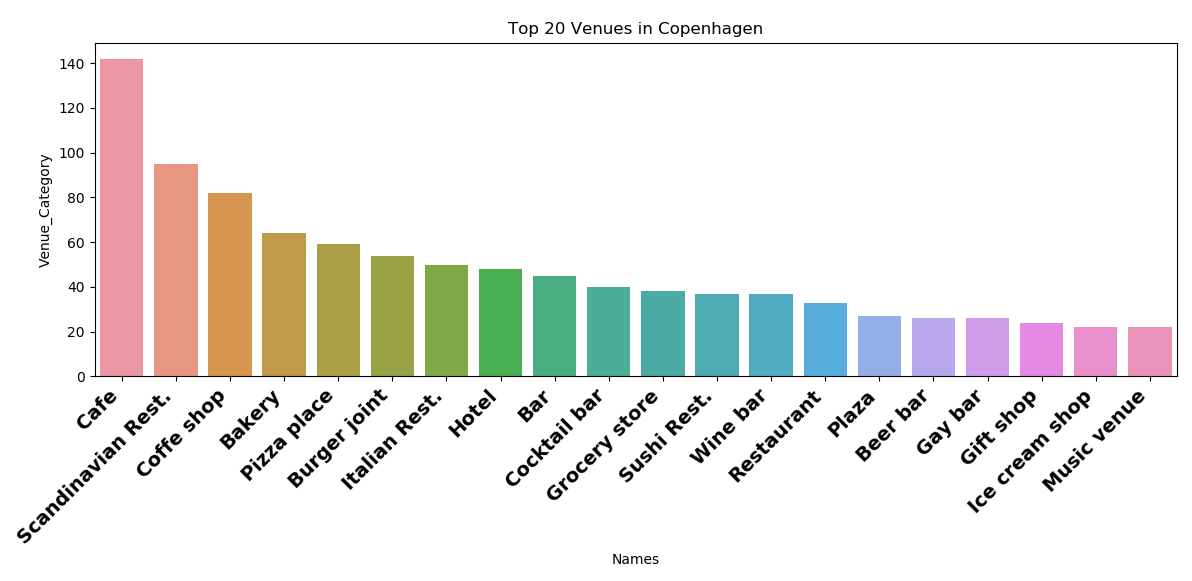 Top 20 Venues in Copenhagen
Venue_Category
140
120
100
80
60
40
20
0
Cafe
Scandinavian Rest.
Coffe shop
Bakery
Pizza place
Burger joint
Italian Rest.
Hotel
Bar
Cocktail bar
Grocery store
Sushi Rest.
Wine bar
Restaurant
Plaza
Beer bar
Gay bar
Gift shop
Ice cream shop
Music venue
Names